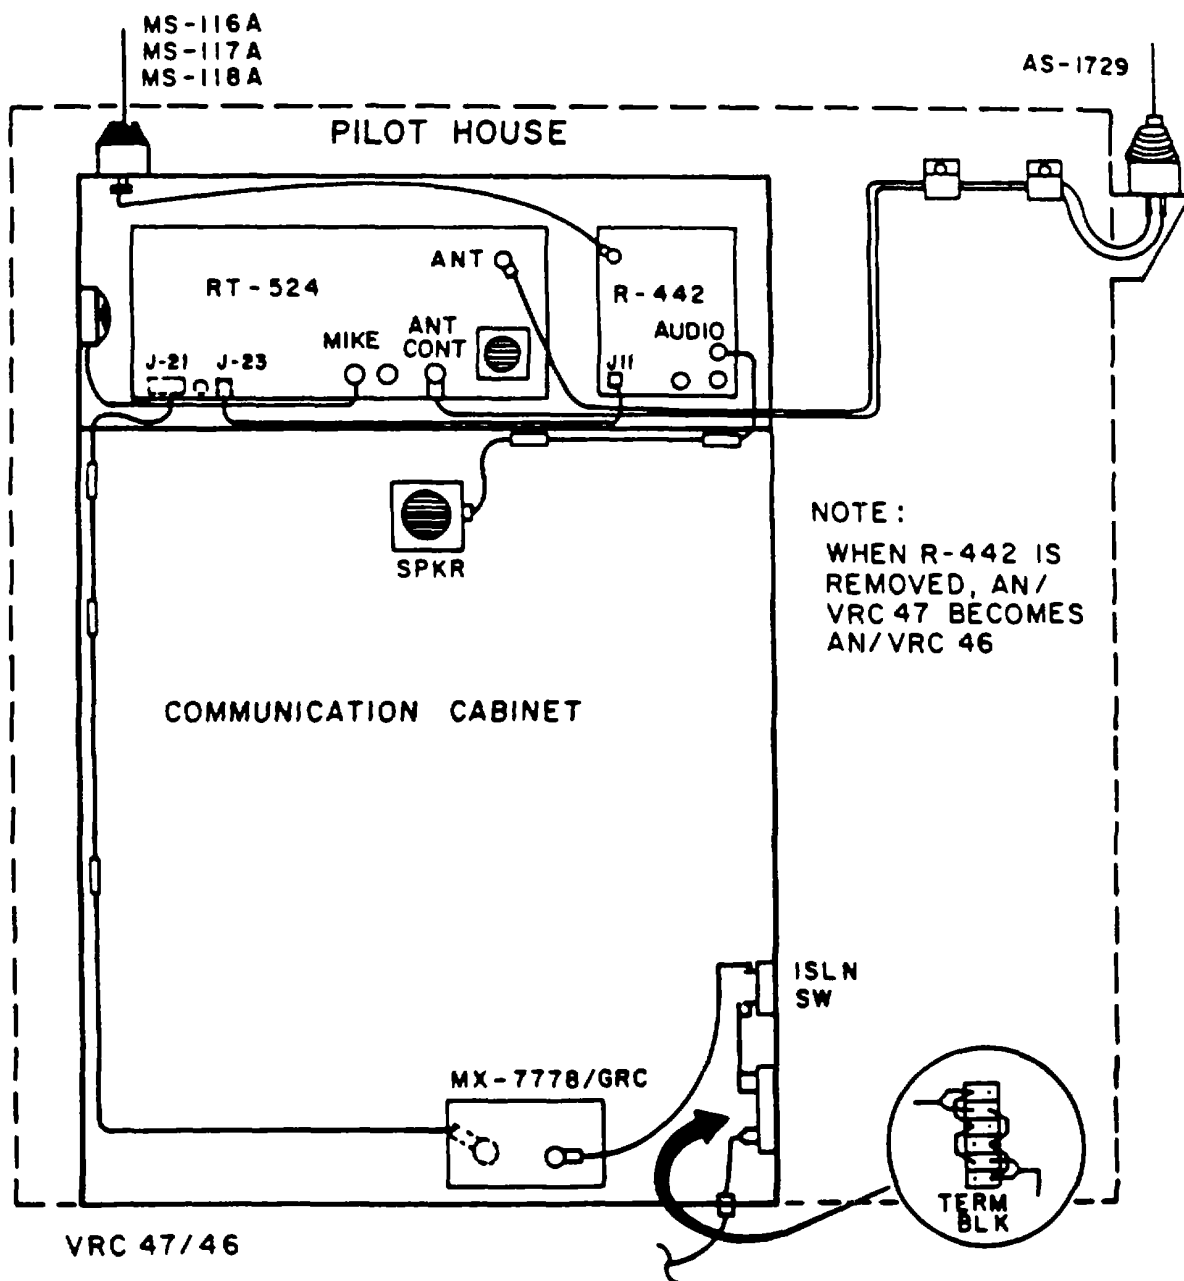 MS-116A
MS-117A
MS-118A
AS-1729
PILOT HOUSE
RT-524
ANT
R-442
MIKE
ANT
CONT
AUDIO
J-21
J-23
J11
SPKR
NOTE:
WHEN R-442 IS
REMOVED, AN/
VRC 47 BECOMES
AN/VRC 46
COMMUNICATION CABINET
ISLN
SW
MX-7778/GRC
TERM
BLK
VRC 47/46